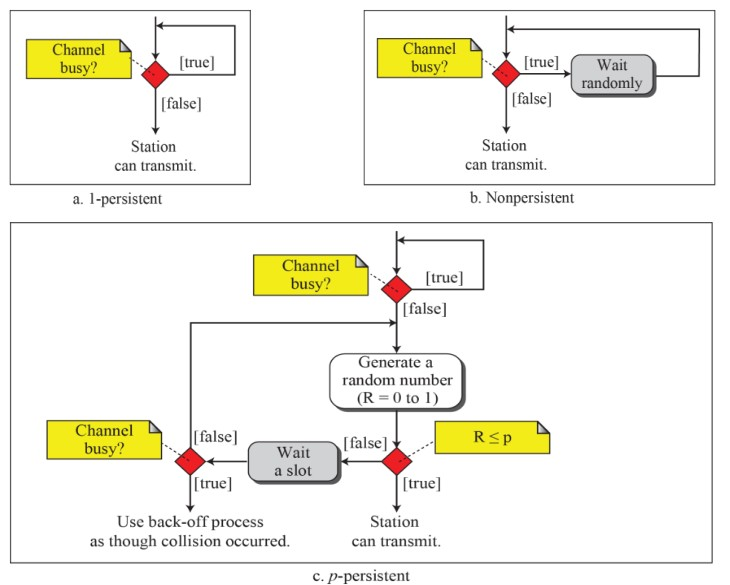 Channel
busy?
[true]
[false]
Station
can transmit.
a. 1-persistent
Channel
busy?
[true]
Wait
randomly
[false]
Station
can transmit.
b. Nonpersistent
Channel
busy?
[true]
[false]
Generate a
random number
(R = 0 to 1)
Channel
busy?
[false]
Wait
a slot
[false]
R ≤ p
[true]
[true]
Use back-off process
as though collision occurred.
Station
can transmit.
c. p-persistent